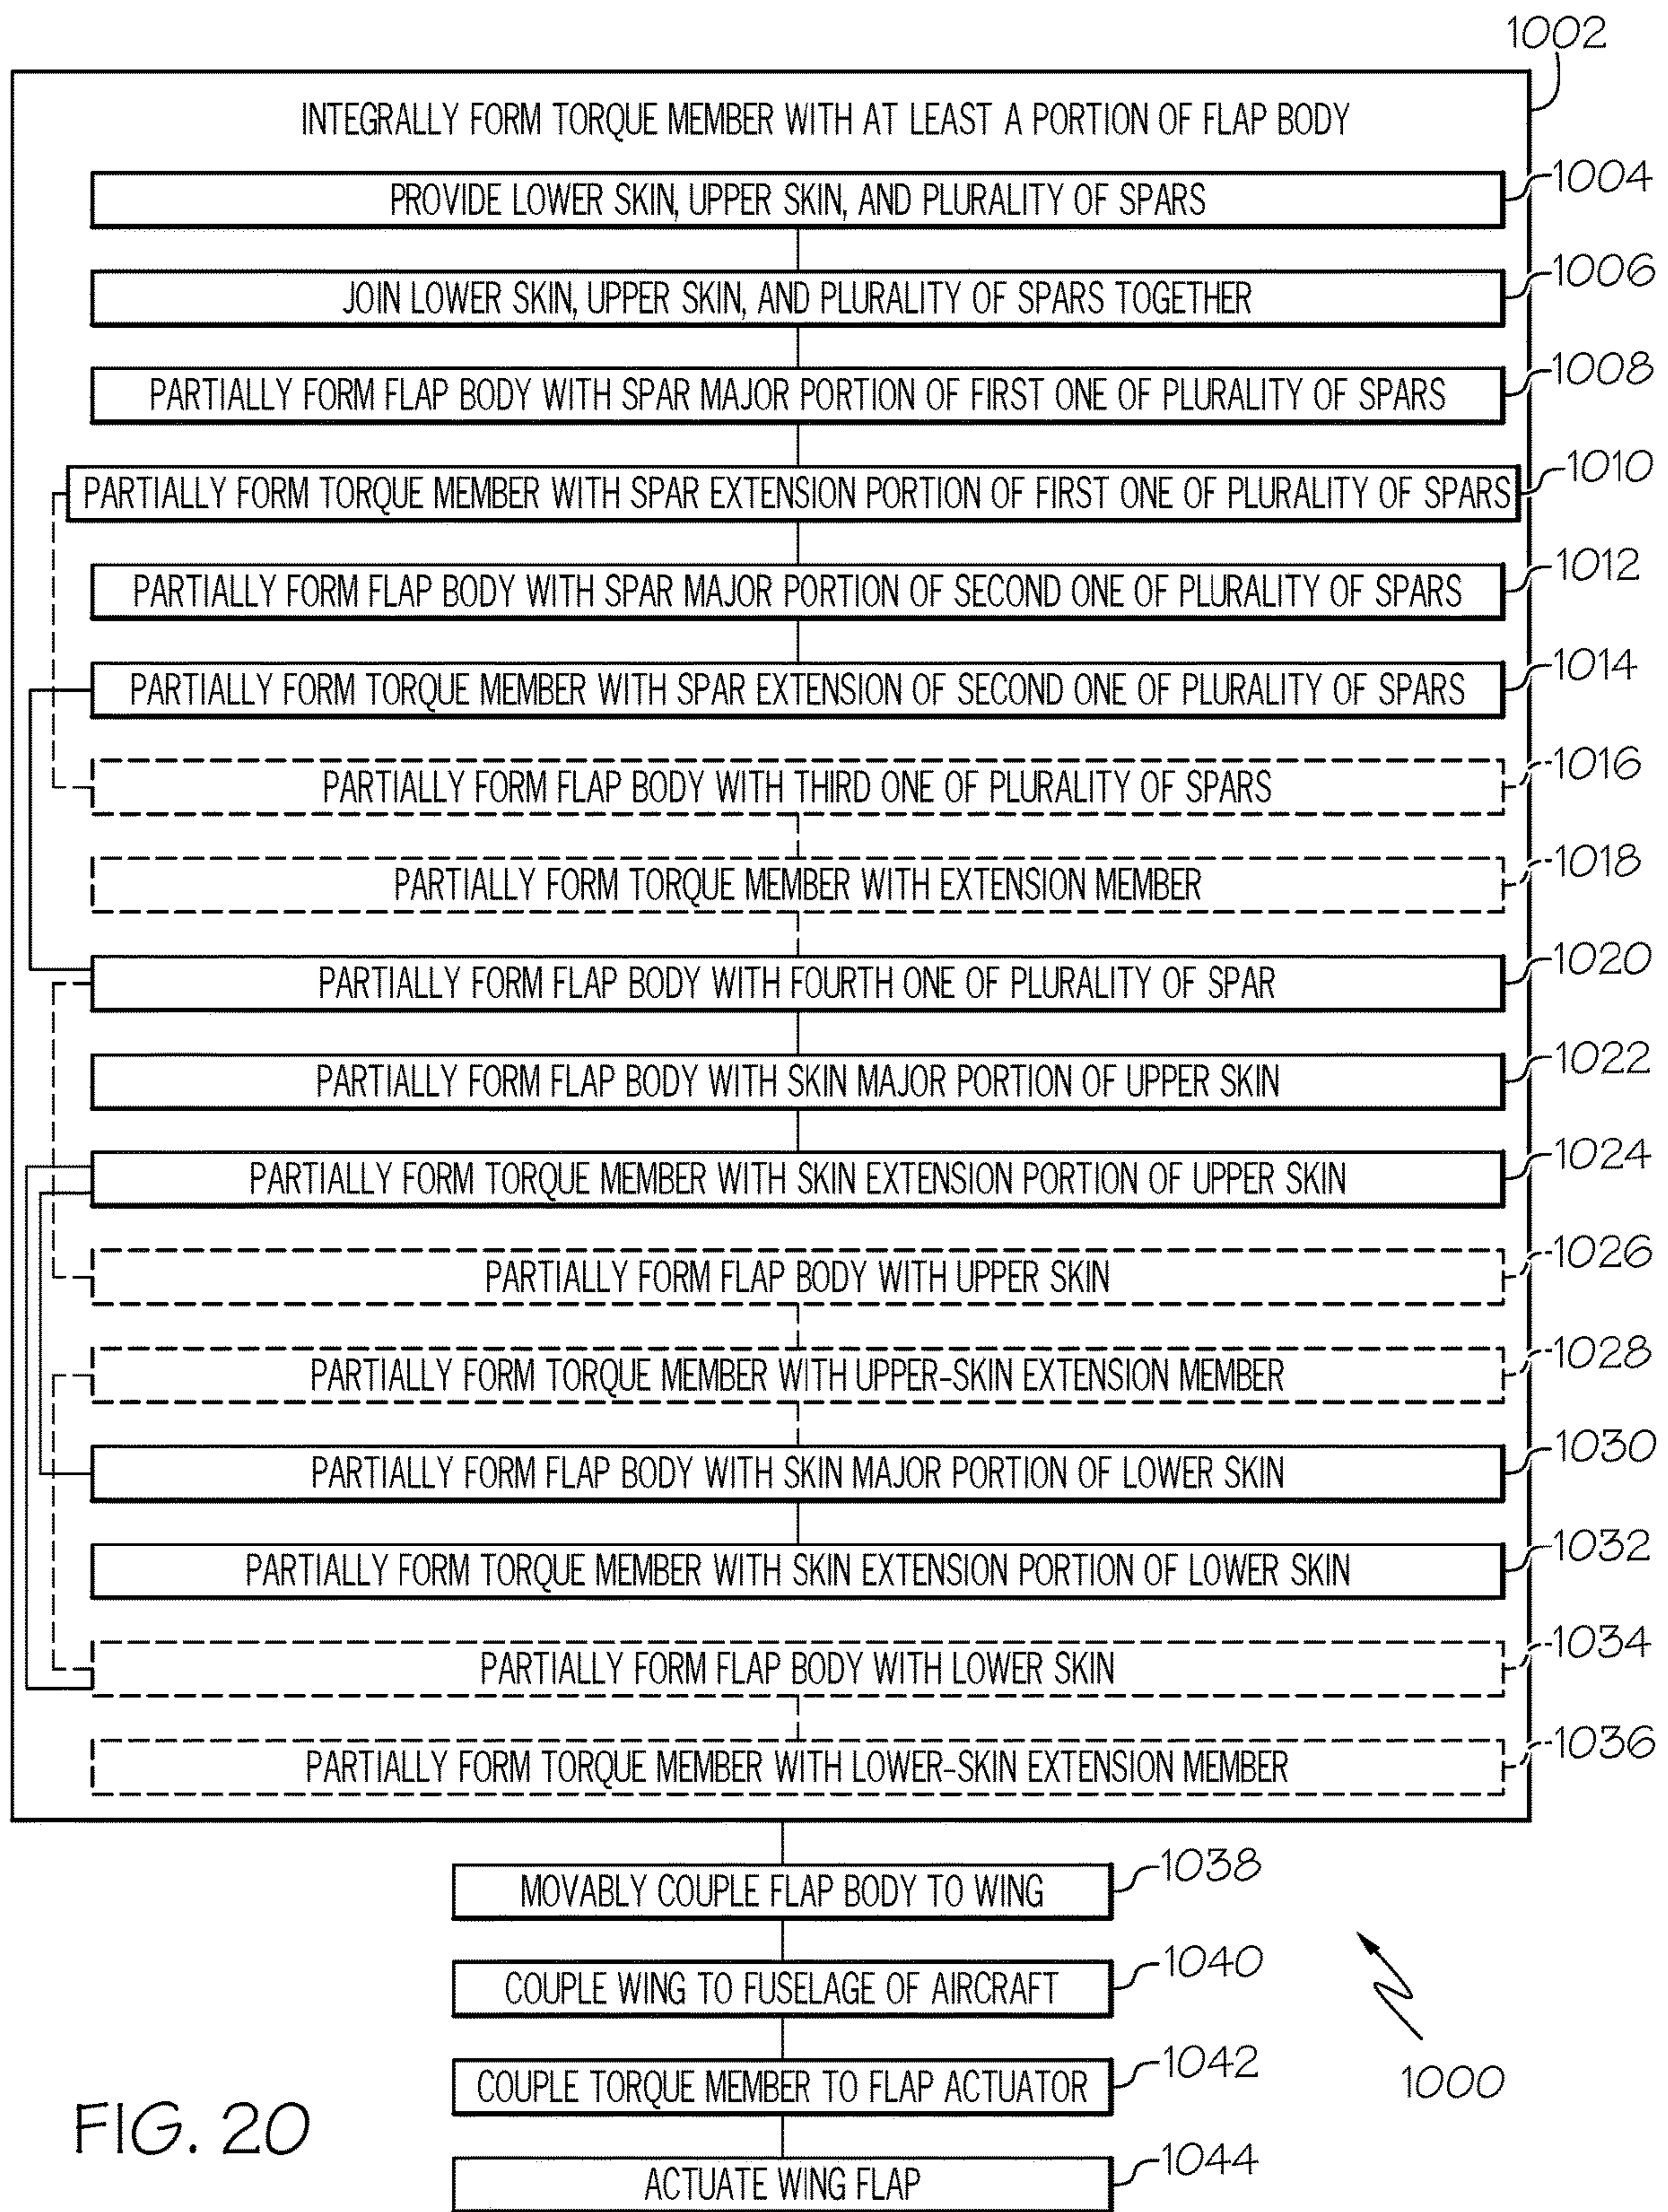 1002
INTEGRALLY FORM TORQUE MEMBER WITH AT LEAST A PORTION OF FLAP BODY
PROVIDE LOWER SKIN, UPPER SKIN, AND PLURALITY OF SPARS
1004
JOIN LOWER SKIN, UPPER SKIN, AND PLURALITY OF SPARS TOGETHER
1006
PARTIALLY FORM FLAP BODY WITH SPAR MAJOR PORTION OF FIRST ONE OF PLURALITY OF SPARS
1008
PARTIALLY FORM TORQUE MEMBER WITH SPAR EXTENSION PORTION OF FIRST ONE OF PLURALITY OF SPARS
1010
PARTIALLY FORM FLAP BODY WITH SPAR MAJOR PORTION OF SECOND ONE OF PLURALITY OF SPARS
1012
PARTIALLY FORM TORQUE MEMBER WITH SPAR EXTENSION OF SECOND ONE OF PLURALITY OF SPARS
1014
PARTIALLY FORM FLAP BODY WITH THIRD ONE OF PLURALITY OF SPARS
1016
PARTIALLY FORM TORQUE MEMBER WITH EXTENSION MEMBER
1018
PARTIALLY FORM FLAP BODY WITH FOURTH ONE OF PLURALITY OF SPAR
1020
PARTIALLY FORM FLAP BODY WITH SKIN MAJOR PORTION OF UPPER SKIN
1022
PARTIALLY FORM TORQUE MEMBER WITH SKIN EXTENSION PORTION OF UPPER SKIN
1024
PARTIALLY FORM FLAP BODY WITH UPPER SKIN
1026
PARTIALLY FORM TORQUE MEMBER WITH UPPER-SKIN EXTENSION MEMBER
1028
PARTIALLY FORM FLAP BODY WITH SKIN MAJOR PORTION OF LOWER SKIN
1030
PARTIALLY FORM TORQUE MEMBER WITH SKIN EXTENSION PORTION OF LOWER SKIN
1032
PARTIALLY FORM FLAP BODY WITH LOWER SKIN
1034
PARTIALLY FORM TORQUE MEMBER WITH LOWER-SKIN EXTENSION MEMBER
1036
MOVABLY COUPLE FLAP BODY TO WING
1038
COUPLE WING TO FUSELAGE OF AIRCRAFT
1040
COUPLE TORQUE MEMBER TO FLAP ACTUATOR
1042
ACTUATE WING FLAP
1044
1000
FIG. 20